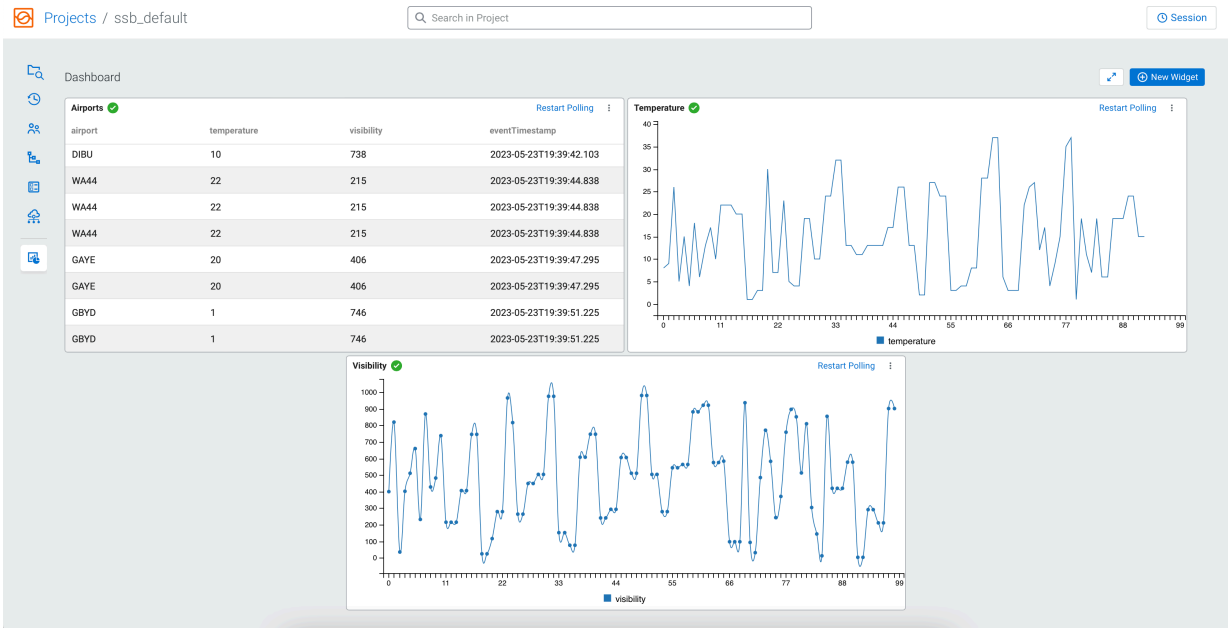 Projects / ssb_default
Search in Project
Session
Dashboard
New Widget
Airports
Restart Polling
airport temperature visibility eventTimestamp
DIBU 10 738 2023-05-23T19:39:42.103
WA44 22 215 2023-05-23T19:39:44.838
WA44 22 215 2023-05-23T19:39:44.838
WA44 22 215 2023-05-23T19:39:44.838
GAYE 20 406 2023-05-23T19:39:47.295
GAYE 20 406 2023-05-23T19:39:47.295
GBYD 1 746 2023-05-23T19:39:51.225
GBYD 1 746 2023-05-23T19:39:51.225
Temperature
Restart Polling
40
35
30
25
20
15
10
5
0
0 11 22 33 44 55 66 77 88 99
temperature
Visibility
Restart Polling
1000
900
800
700
600
500
400
300
200
100
0
0 11 22 33 44 55 66 77 88 99
visibility